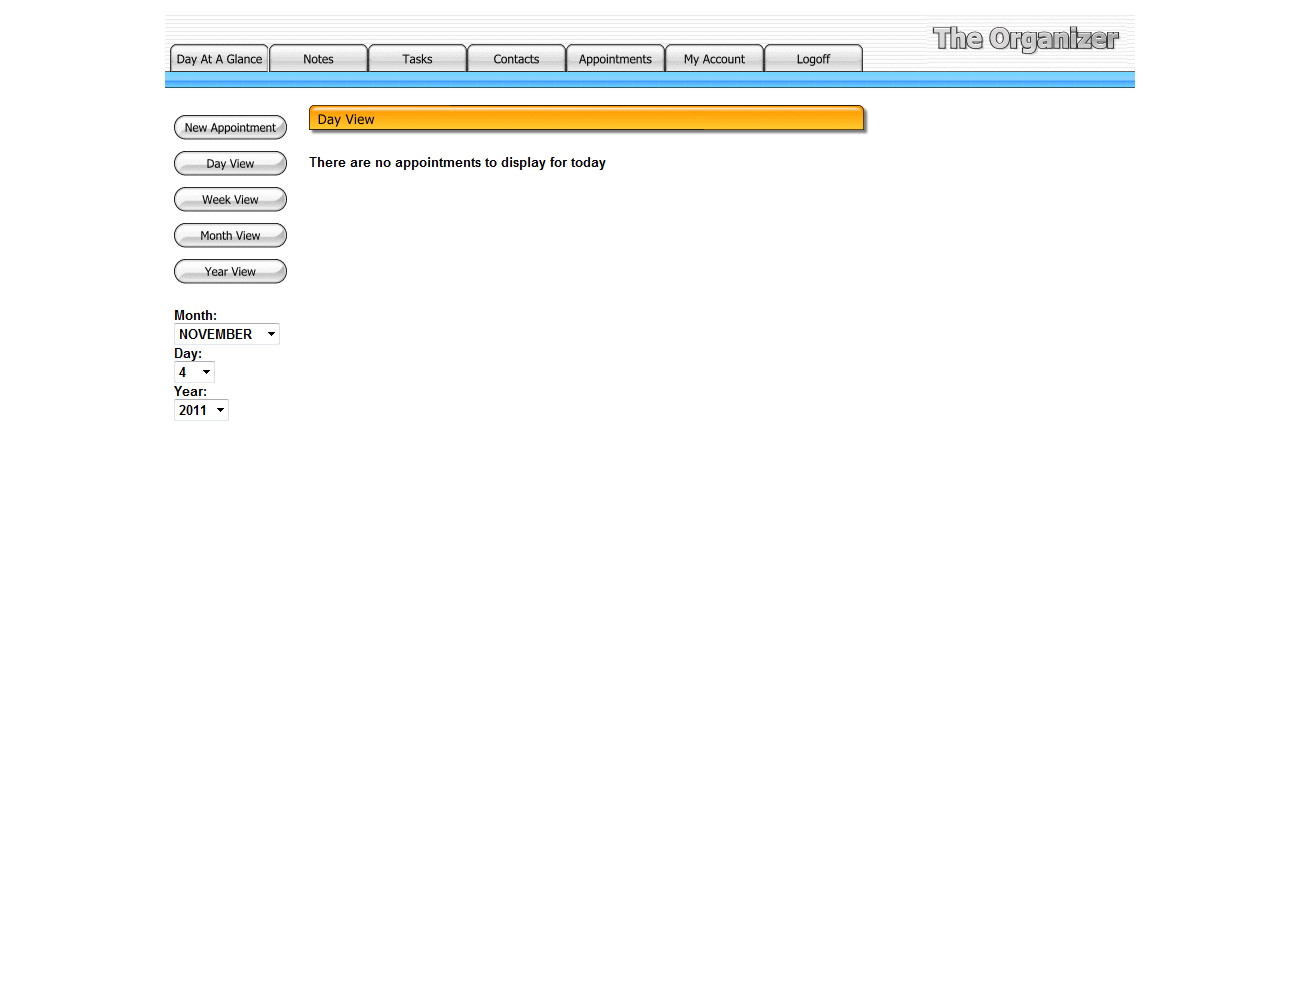 The Organizer
Day At A Glance Notes Tasks Contacts Appointments My Account Logoff
New Appointment
Day View
Week View
Month View
Year View
Month:
NOVEMBER
Day:
4
Year:
2011
Day View
There are no appointments to display for today